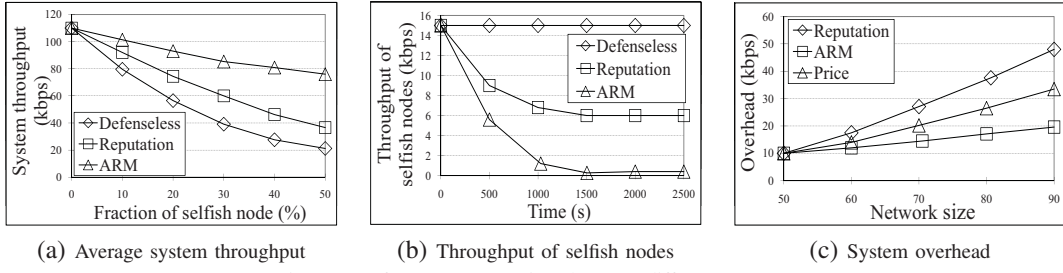 120
100
80
60
40
20
0
System throughput
(kbps)
Defenseless
Reputation
ARM
0 10 20 30 40 50
Fraction of selfish node (%)
(a) Average system throughput
16
14
12
10
8
6
4
2
0
Throughput of
selfish nodes (kbps)
Defenseless
Reputation
ARM
0 500 1000 1500 2000 2500
Time (s)
(b) Throughput of selfish nodes
60
50
40
30
20
10
0
Overhead (kbps)
Reputation
ARM
Price
50 60 70 80 90
Network size
(c) System overhead